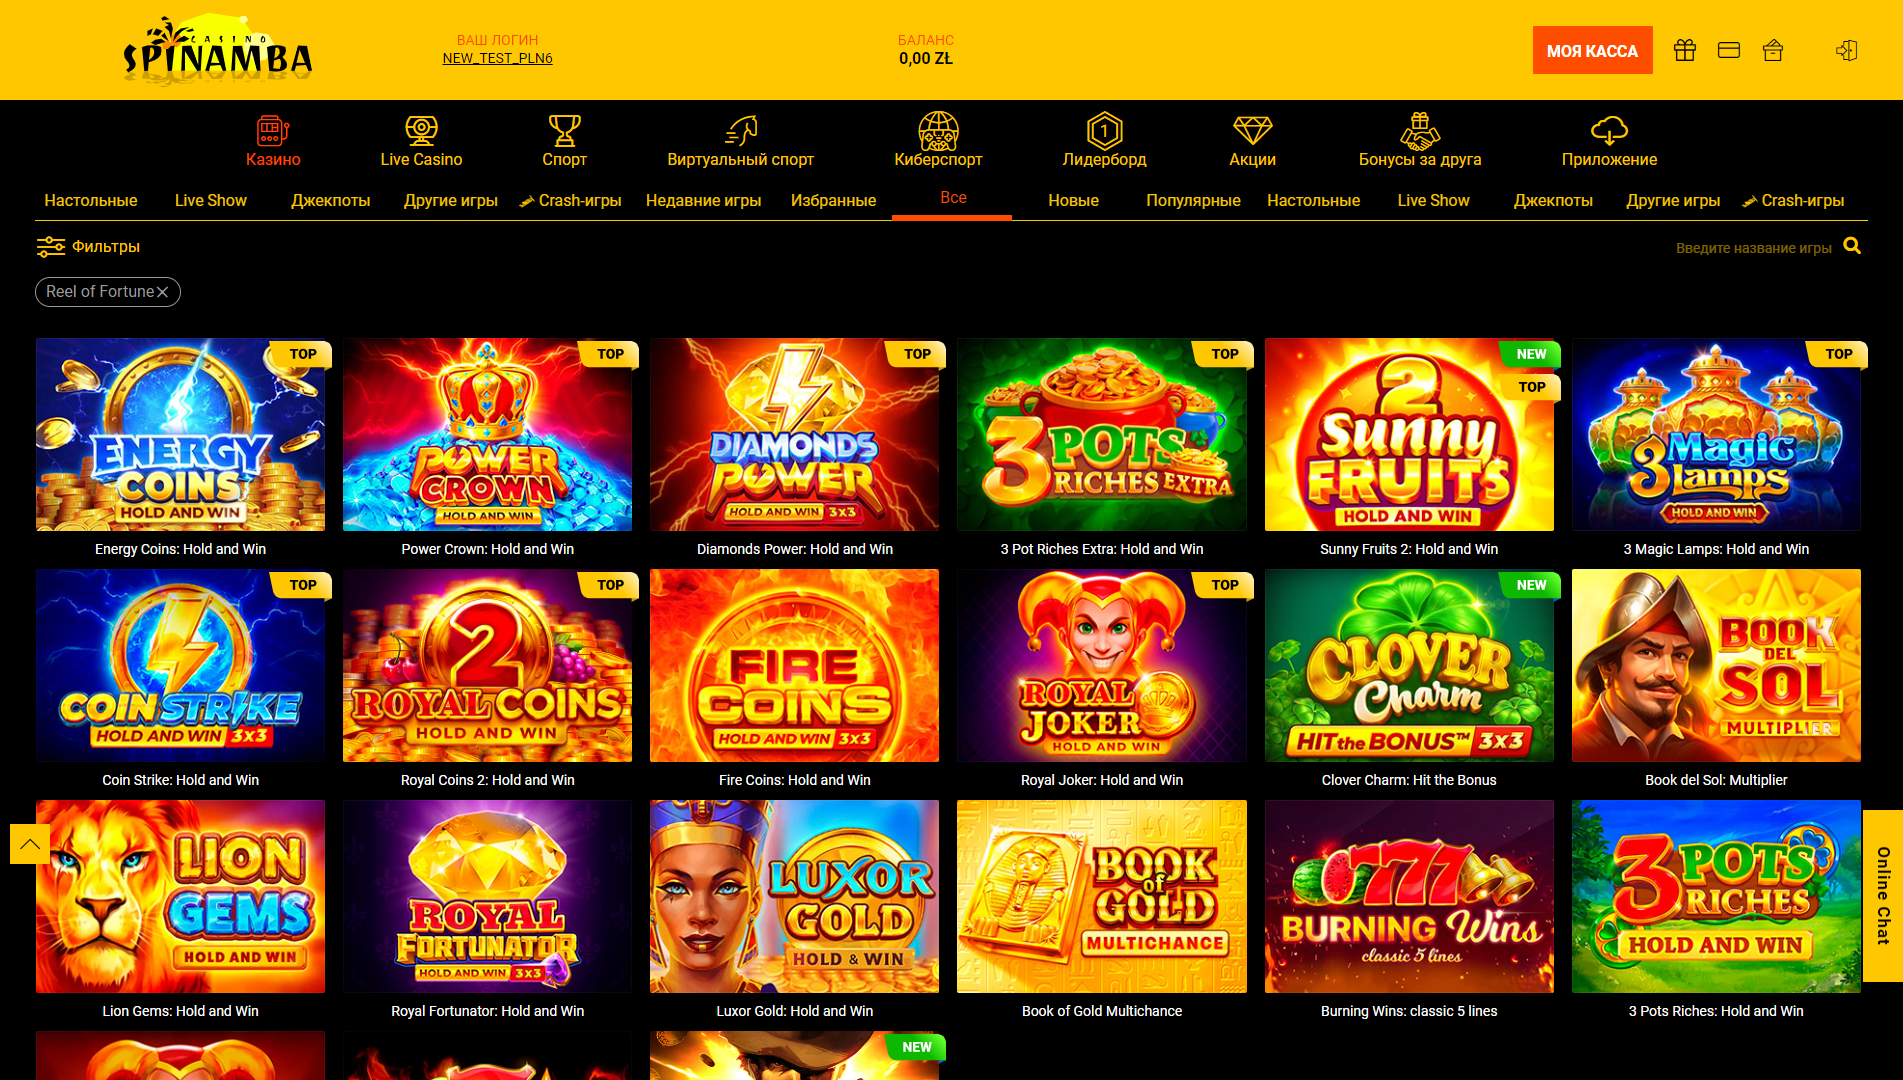 CASINO
SPINAMBA
ВАШ ЛОГИН
NEW_TEST_PLN6
БАЛАНС
0,00 ZŁ
МОЯ КАССА
1
Казино
Live Casino
Спорт
Виртуальный спорт
Киберспорт
Лидерборд
Акции
Бонусы за друга
Приложение
Настольные
Live Show
Джекпоты
Другие игры
Crash-игры
Недавние игры
Избранные
Все
Новые
Популярные
Настольные
Live Show
Джекпоты
Другие игры
Crash-игры
Фильтры
Введите название игры
Reel of Fortune
TOP
ENERGY
COINS
HOLD AND WIN
TOP
POWER
CROWN
HOLD AND WIN
TOP
DIAMONDS
POWER
HOLD AND WIN 3x3
TOP
3 POTS
RICHES EXTRA
NEW
TOP
2
Sunny
FRUITS
HOLD AND WIN
TOP
3 Magic
Lamps
HOLD AND WIN
Energy Coins: Hold and Win
Power Crown: Hold and Win
Diamonds Power: Hold and Win
3 Pot Riches Extra: Hold and Win
Sunny Fruits 2: Hold and Win
3 Magic Lamps: Hold and Win
TOP
COIN STRIKE
HOLD AND WIN 3x3
TOP
2
ROYAL COINS
HOLD AND WIN
FIRE
COINS
HOLD AND WIN 3x3
TOP
ROYAL
JOKER
HOLD AND WIN
NEW
CLOVER
Charm
HIT the BONUS™ 3x3
BOOK
DEL
SOL
MULTIPLIER
Coin Strike: Hold and Win
Royal Coins 2: Hold and Win
Fire Coins: Hold and Win
Royal Joker: Hold and Win
Clover Charm: Hit the Bonus
Book del Sol: Multiplier
LION
GEMS
HOLD AND WIN
ROYAL
FORTUNATOR
HOLD AND WIN 3x3
LUXOR
GOLD
HOLD & WIN
BOOK
of
GOLD
MULTICHANCE
777
BURNING Wins
classic 5 lines
3 POTS
RICHES
HOLD AND WIN
Online Chat
Lion Gems: Hold and Win
Royal Fortunator: Hold and Win
Luxor Gold: Hold and Win
Book of Gold Multichance
Burning Wins: classic 5 lines
3 Pots Riches: Hold and Win
NEW